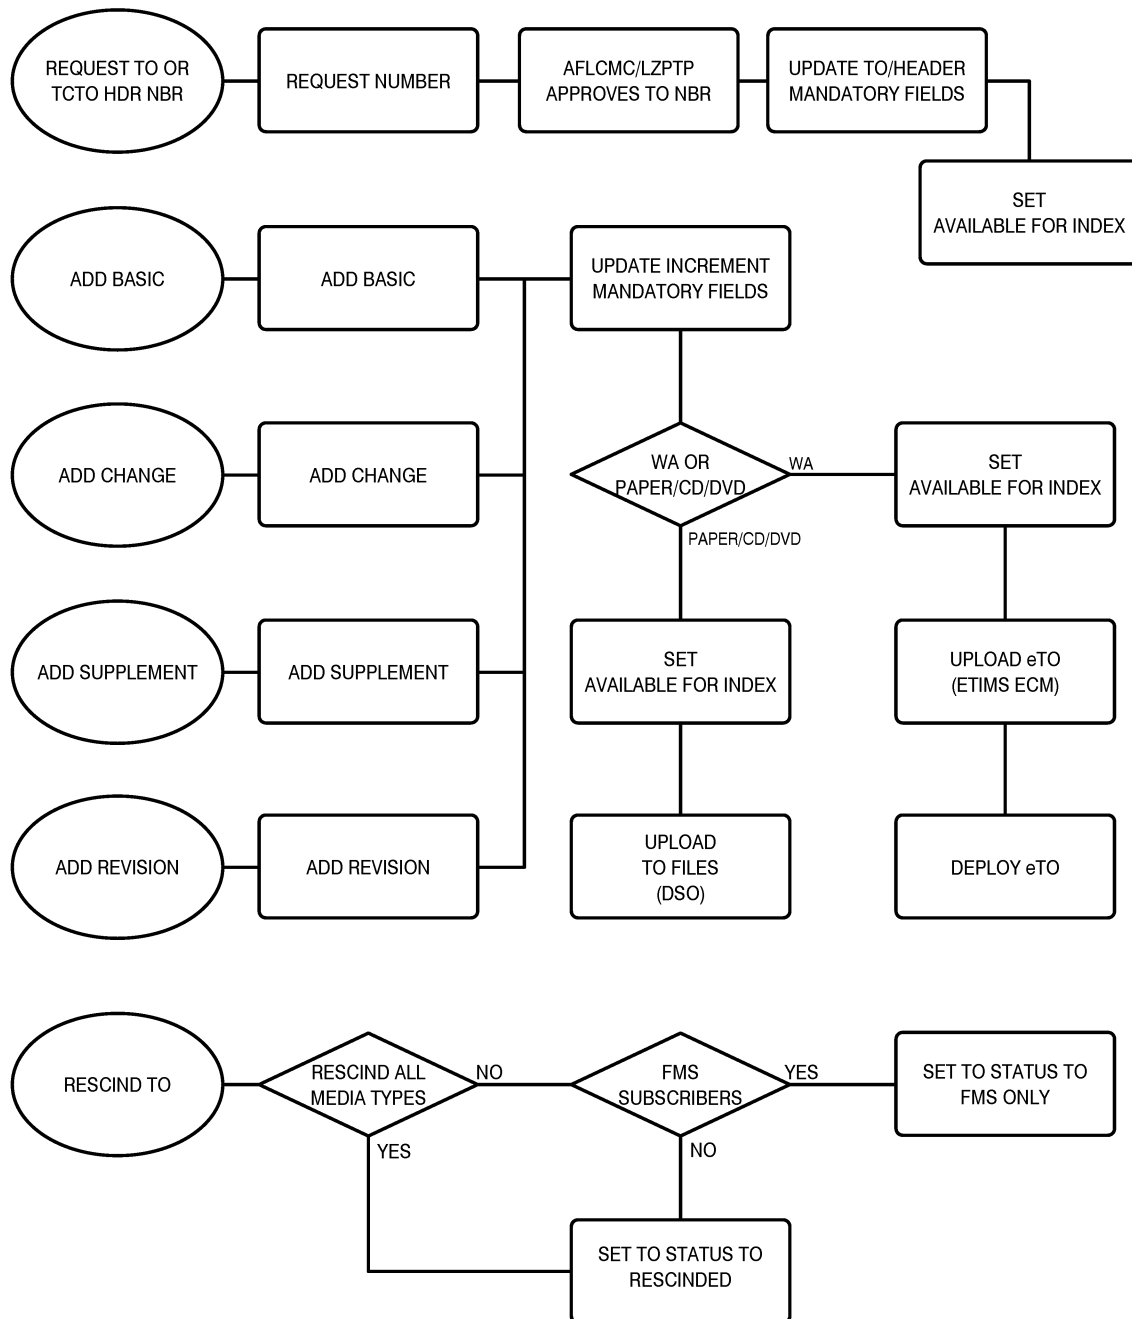 REQUEST TO OR
TCTO HDR NBR
REQUEST NUMBER
AFLCMC/LZPTP
APPROVES TO NBR
UPDATE TO/HEADER
MANDATORY FIELDS
SET
AVAILABLE FOR INDEX
ADD BASIC
ADD BASIC
UPDATE INCREMENT
MANDATORY FIELDS
ADD CHANGE
ADD CHANGE
WA OR
PAPER/CD/DVD
WA
SET
AVAILABLE FOR INDEX
PAPER/CD/DVD
ADD SUPPLEMENT
ADD SUPPLEMENT
SET
AVAILABLE FOR INDEX
UPLOAD eTO
(ETIMS ECM)
ADD REVISION
ADD REVISION
UPLOAD
TO FILES
(DSO)
DEPLOY eTO
RESCIND TO
RESCIND ALL
MEDIA TYPES
NO
YES
FMS
SUBSCRIBERS
YES
NO
SET TO STATUS TO
FMS ONLY
SET TO STATUS TO
RESCINDED